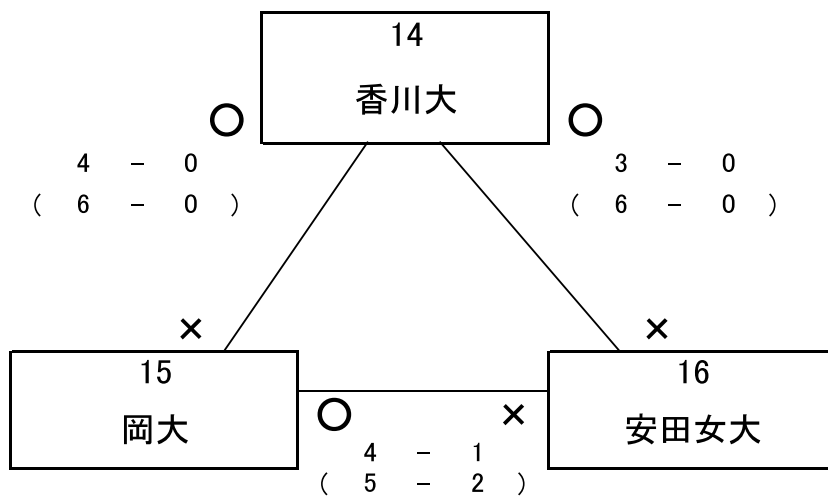 14
香川大
○ ○
4 － 0
( 6 － 0 )
3 － 0
( 6 － 0 )
× ×
15
岡大
16
安田女大
○ ×
4 － 1
( 5 － 2 )